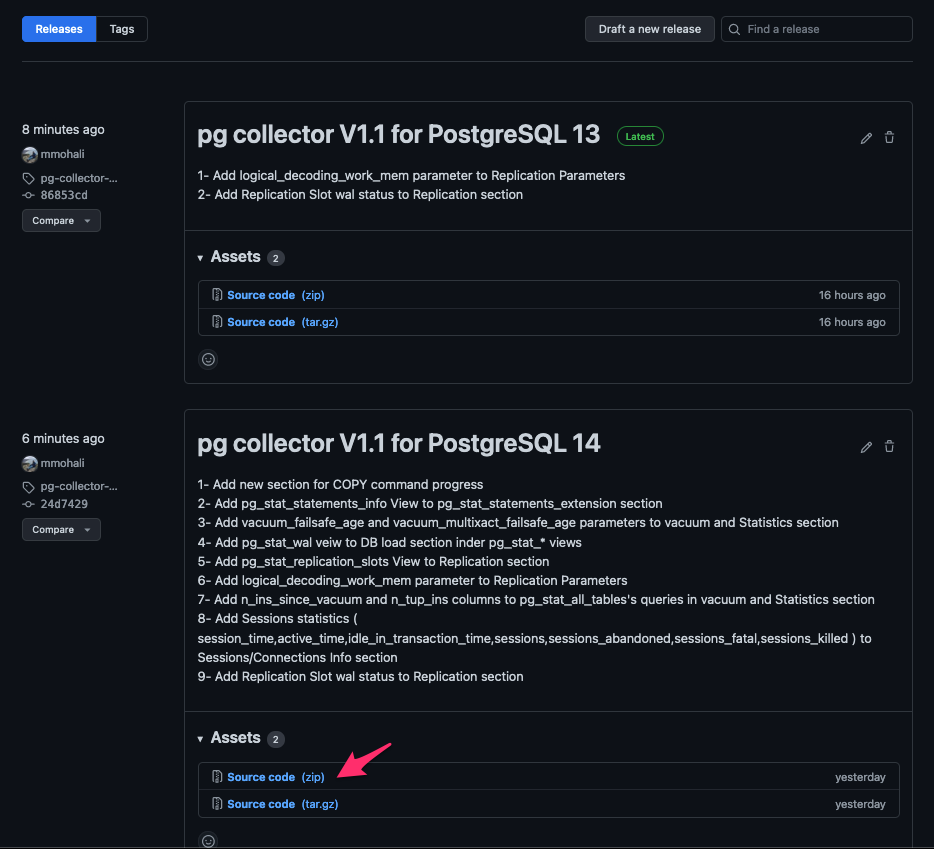 Releases Tags Draft a new release Find a release
8 minutes ago
mmohali
pg-collector-...
86853cd
Compare
pg collector V1.1 for PostgreSQL 13 Latest
1- Add logical_decoding_work_mem parameter to Replication Parameters
2- Add Replication Slot wal status to Replication section
Assets 2
Source code (zip) 16 hours ago
Source code (tar.gz) 16 hours ago
6 minutes ago
mmohali
pg-collector-...
24d7429
Compare
pg collector V1.1 for PostgreSQL 14
1- Add new section for COPY command progress
2- Add pg_stat_statements_info View to pg_stat_statements_extension section
3- Add vacuum_failsafe_age and vacuum_multixact_failsafe_age parameters to vacuum and Statistics section
4- Add pg_stat_wal veiw to DB load section inder pg_stat_* views
5- Add pg_stat_replication_slots View to Replication section
6- Add logical_decoding_work_mem parameter to Replication Parameters
7- Add n_ins_since_vacuum and n_tup_ins columns to pg_stat_all_tables's queries in vacuum and Statistics section
8- Add Sessions statistics (
session_time,active_time,idle_in_transaction_time,sessions,sessions_abandoned,sessions_fatal,sessions_killed ) to
Sessions/Connections Info section
9- Add Replication Slot wal status to Replication section
Assets 2
Source code (zip) yesterday
Source code (tar.gz) yesterday